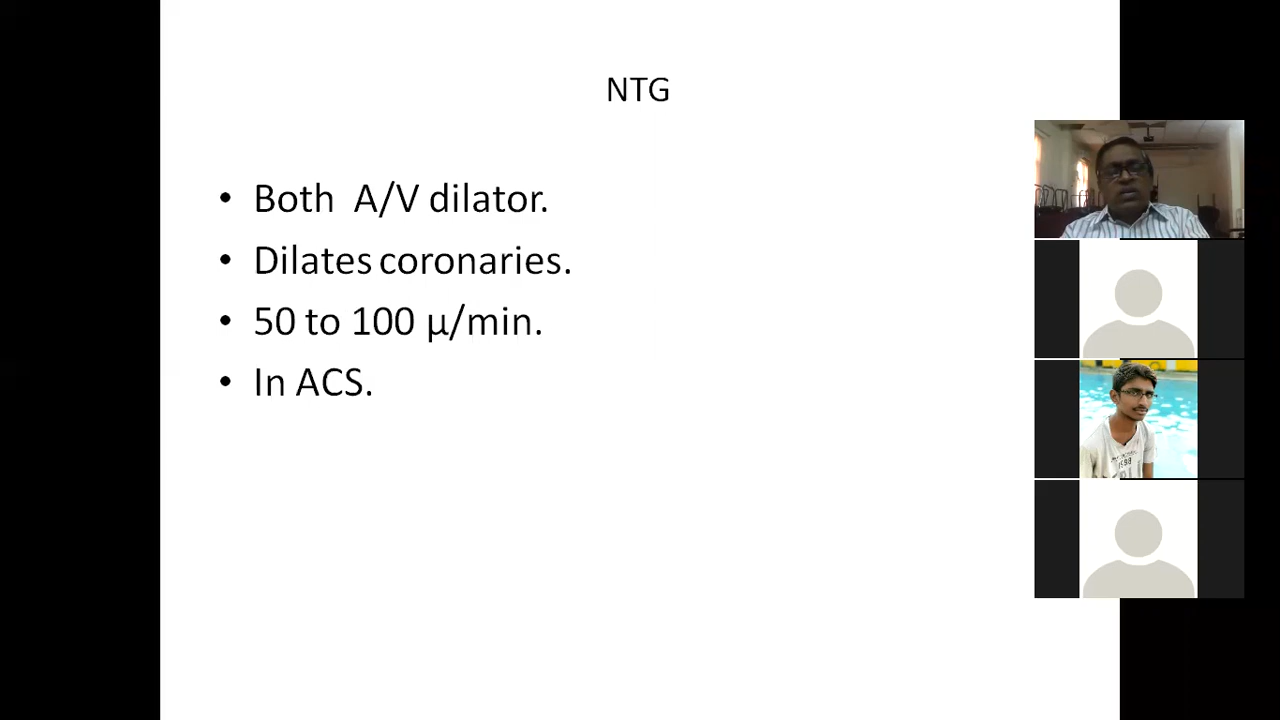 NTG
• Both A/V dilator.
• Dilates coronaries.
• 50 to 100 µ/min.
• In ACS.